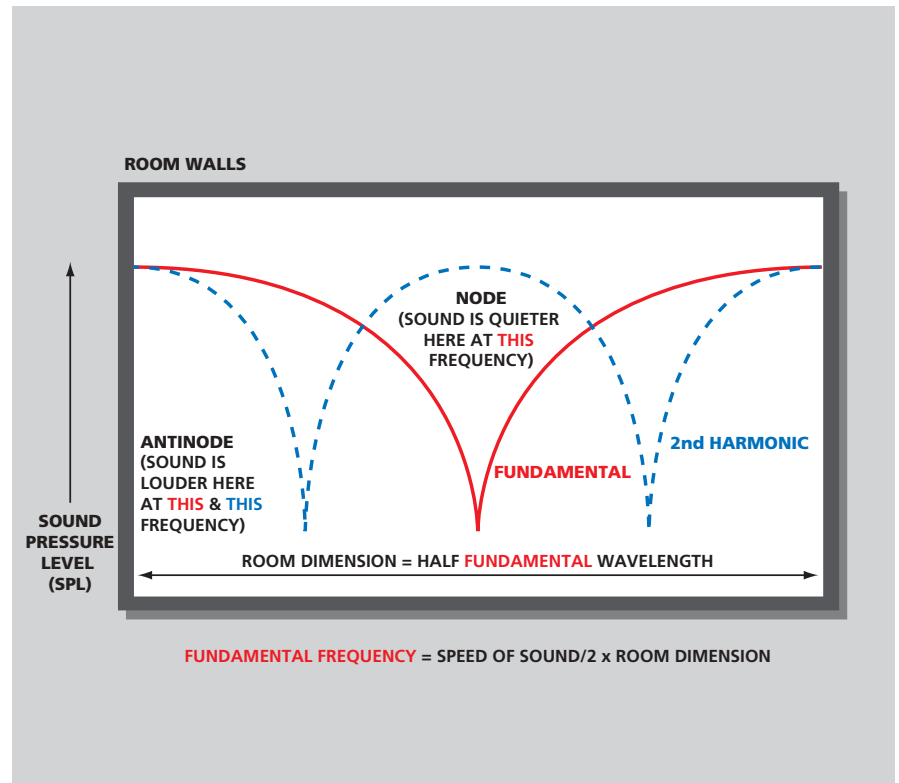 ROOM WALLS
NODE
(SOUND IS QUIETER
HERE AT THIS
FREQUENCY)
ANTINODE
(SOUND IS
LOUDER HERE
AT THIS & THIS
FREQUENCY)
FUNDAMENTAL
2nd HARMONIC
SOUND
PRESSURE
LEVEL
(SPL)
ROOM DIMENSION = HALF FUNDAMENTAL WAVELENGTH
FUNDAMENTAL FREQUENCY = SPEED OF SOUND/2 x ROOM DIMENSION